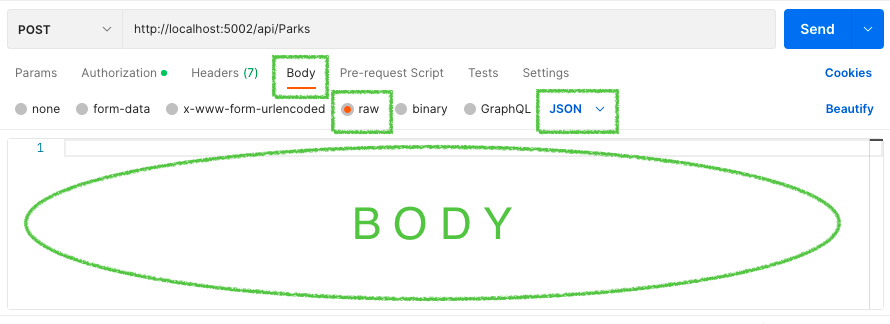 POST http://localhost:5002/api/Parks Send
Params Authorization Headers (7) Body Pre-request Script Tests Settings Cookies
none form-data x-www-form-urlencoded raw binary GraphQL JSON Beautify
1
BODY